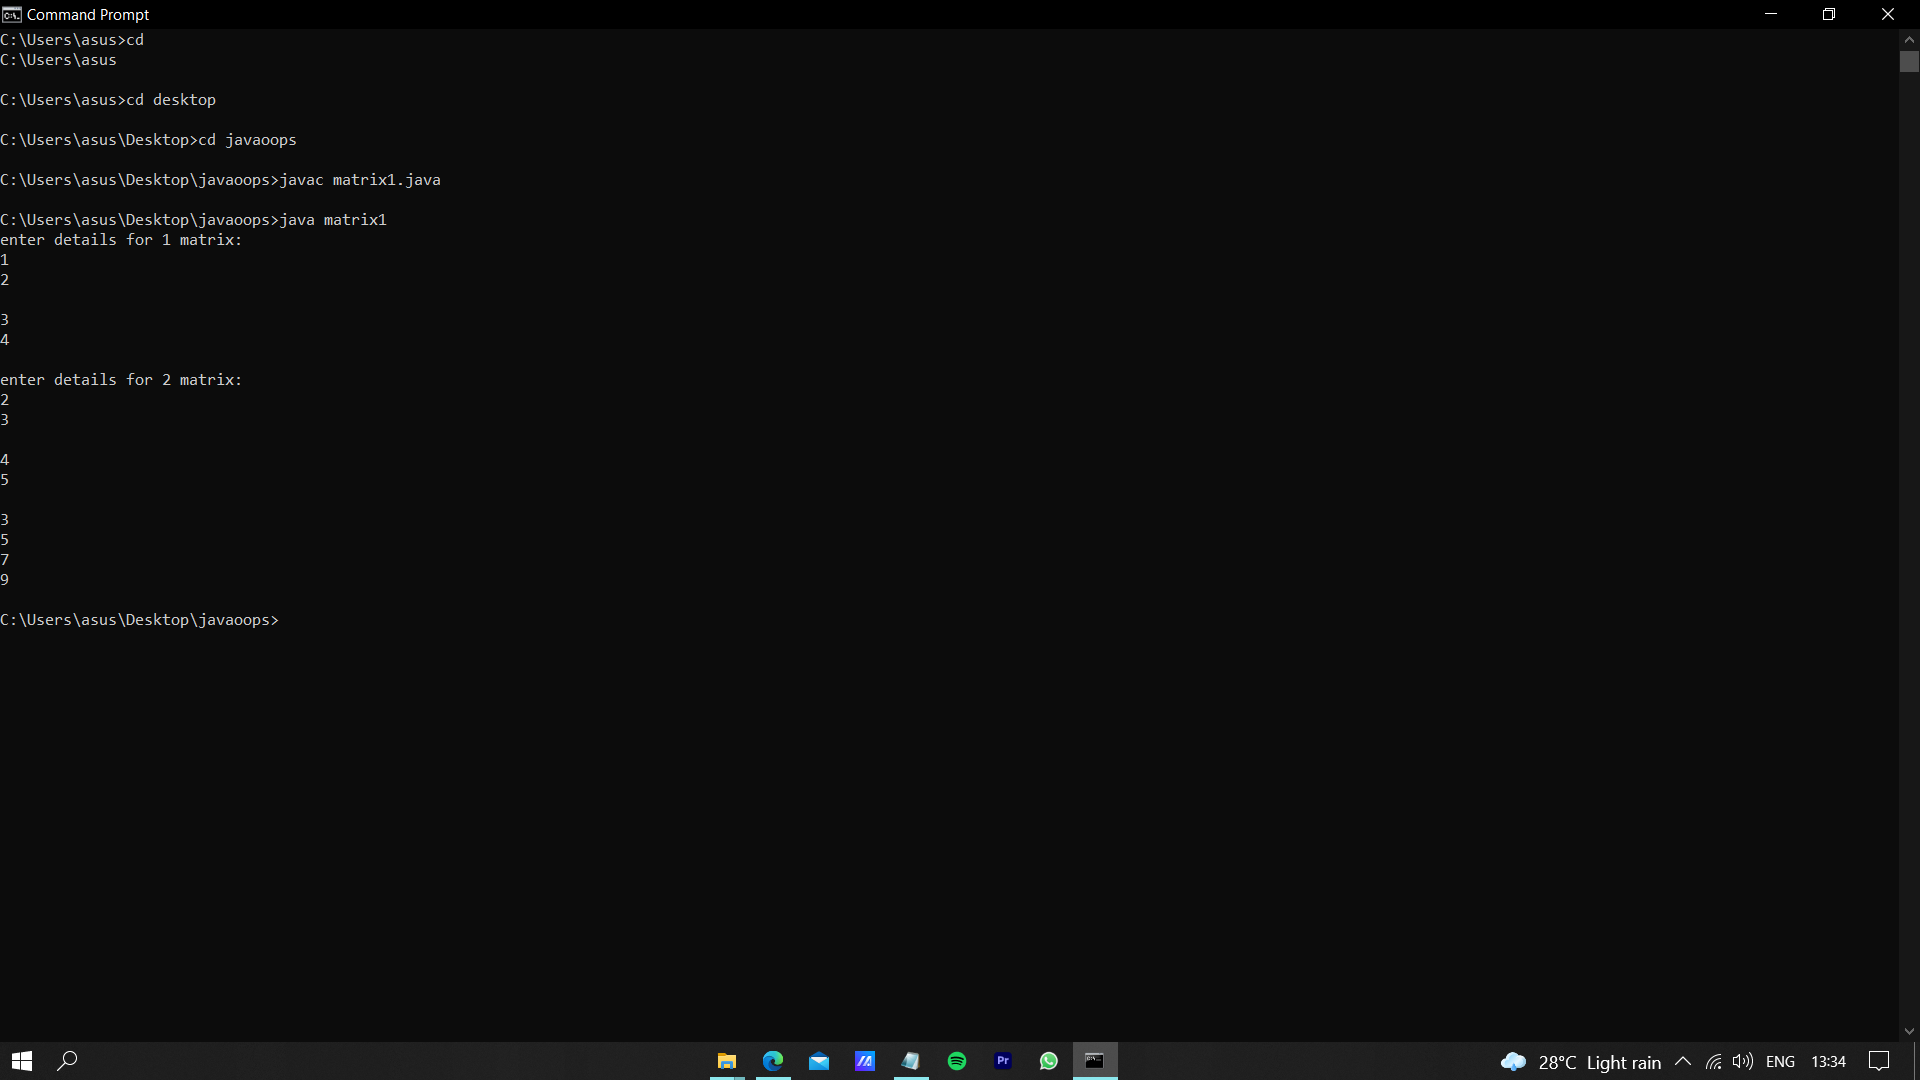 Command Prompt
C:\Users\asus>cd
C:\Users\asus
C:\Users\asus>cd desktop
C:\Users\asus\Desktop>cd javaoops
C:\Users\asus\Desktop\javaoops>javac matrix1.java
C:\Users\asus\Desktop\javaoops>java matrix1
enter details for 1 matrix:
1
2
3
4
enter details for 2 matrix:
2
3
4
5
3
5
7
9
C:\Users\asus\Desktop\javaoops>
Pr
28°C Light rain ENG 13:34